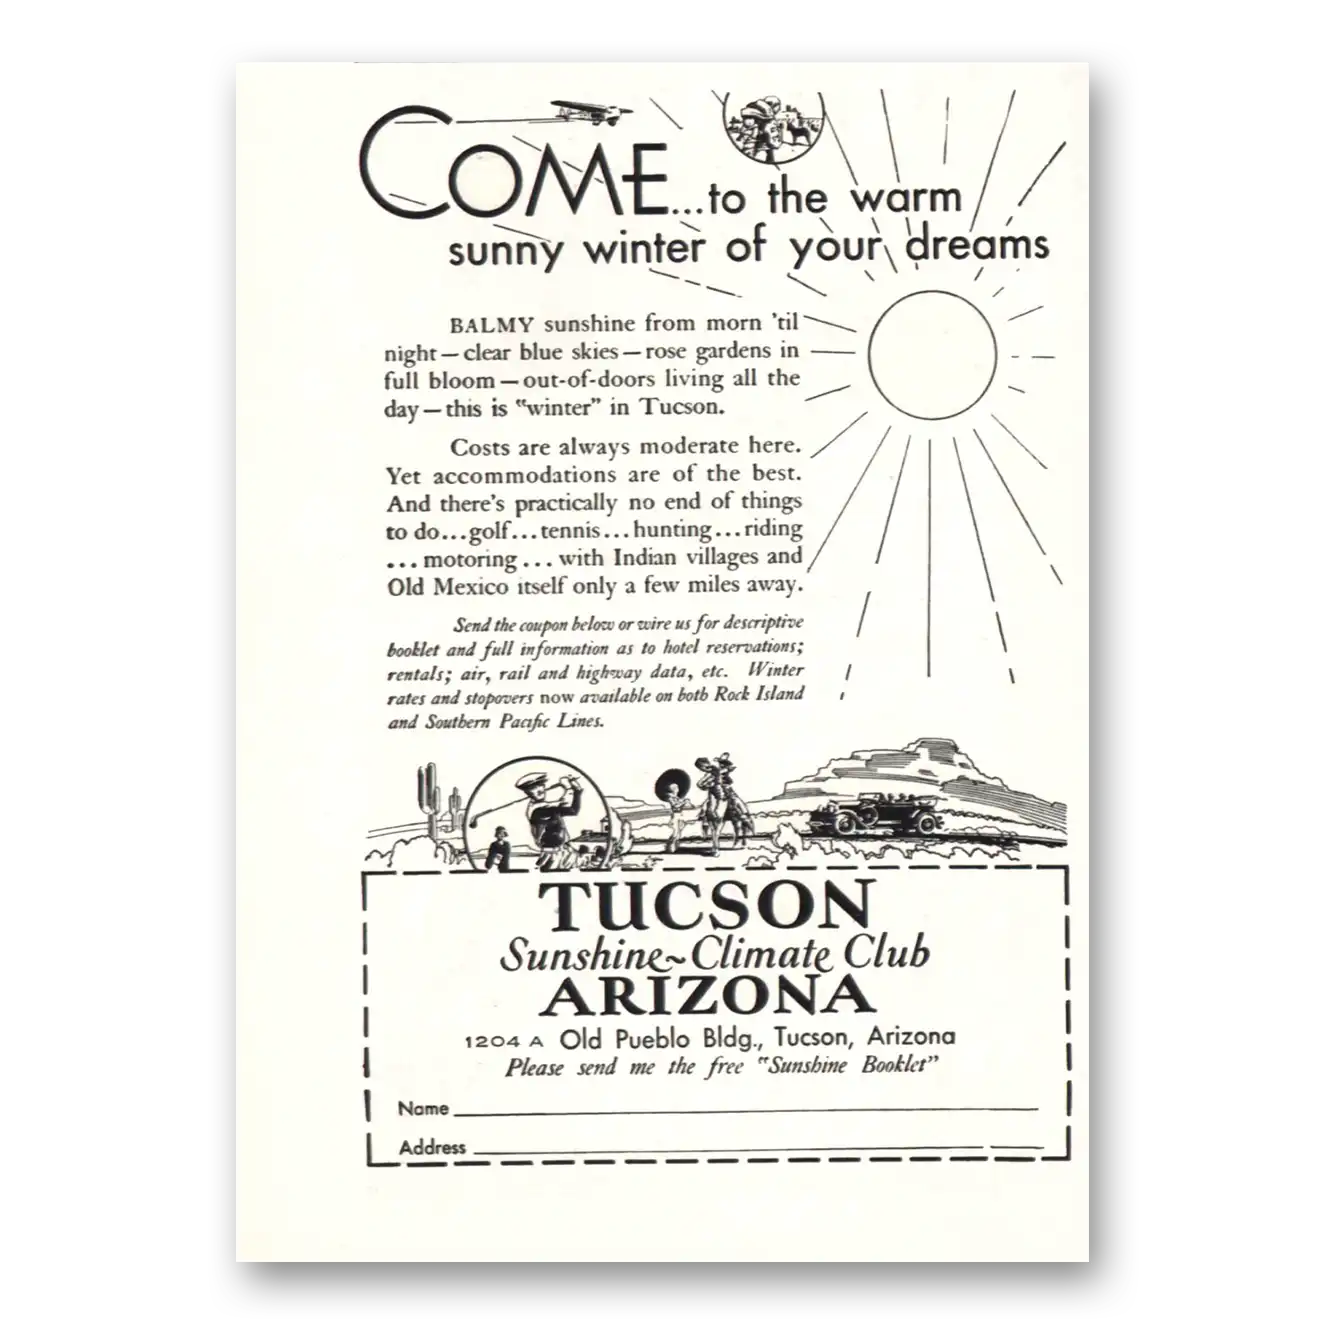 COME...to the warm
sunny winter of your dreams
BALMY sunshine from morn 'til
night — clear blue skies — rose gardens in
full bloom — out-of-doors living all the
day — this is "winter" in Tucson.
Costs are always moderate here.
Yet accommodations are of the best.
And there's practically no end of things
to do...golf...tennis...hunting...riding
...motoring...with Indian villages and
Old Mexico itself only a few miles away.
Send the coupon below or wire us for descriptive
booklet and full information as to hotel reservations;
rentals; air, rail and highway data, etc. Winter
rates and stopovers now available on both Rock Island
and Southern Pacific Lines.
TUCSON
Sunshine~Climate Club
ARIZONA
1204 A Old Pueblo Bldg., Tucson, Arizona
Please send me the free "Sunshine Booklet"
Name
Address